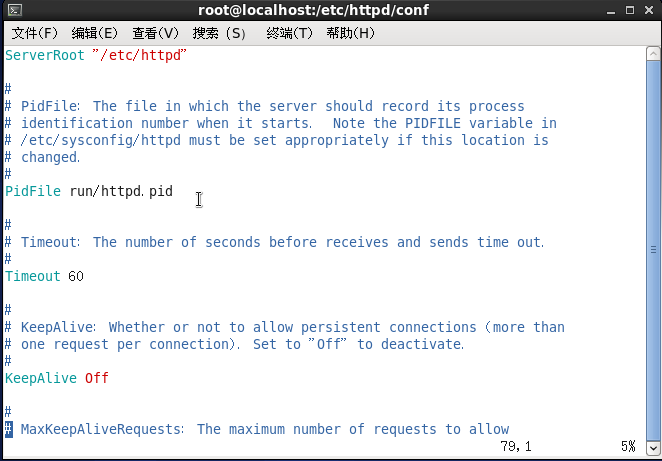 root@localhost:/etc/httpd/conf
文件(F) 编辑(E) 查看(V) 搜索 (S) 终端(T) 帮助(H)
ServerRoot "/etc/httpd"
#
# PidFile: The file in which the server should record its process
# identification number when it starts.  Note the PIDFILE variable in
# /etc/sysconfig/httpd must be set appropriately if this location is
# changed.
#
PidFile run/httpd.pid
#
# Timeout: The number of seconds before receives and sends time out.
#
Timeout 60
#
# KeepAlive: Whether or not to allow persistent connections (more than
# one request per connection). Set to "Off" to deactivate.
#
KeepAlive Off
#
# MaxKeepAliveRequests: The maximum number of requests to allow
79,1 5%